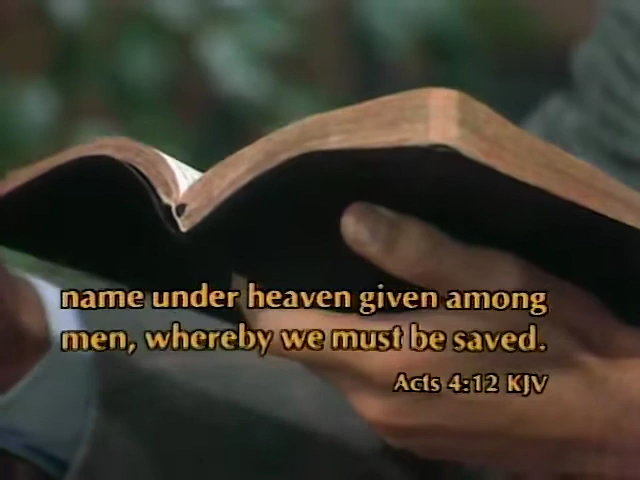 name under heaven given among
men, whereby we must be saved.
Acts 4:12 KJV